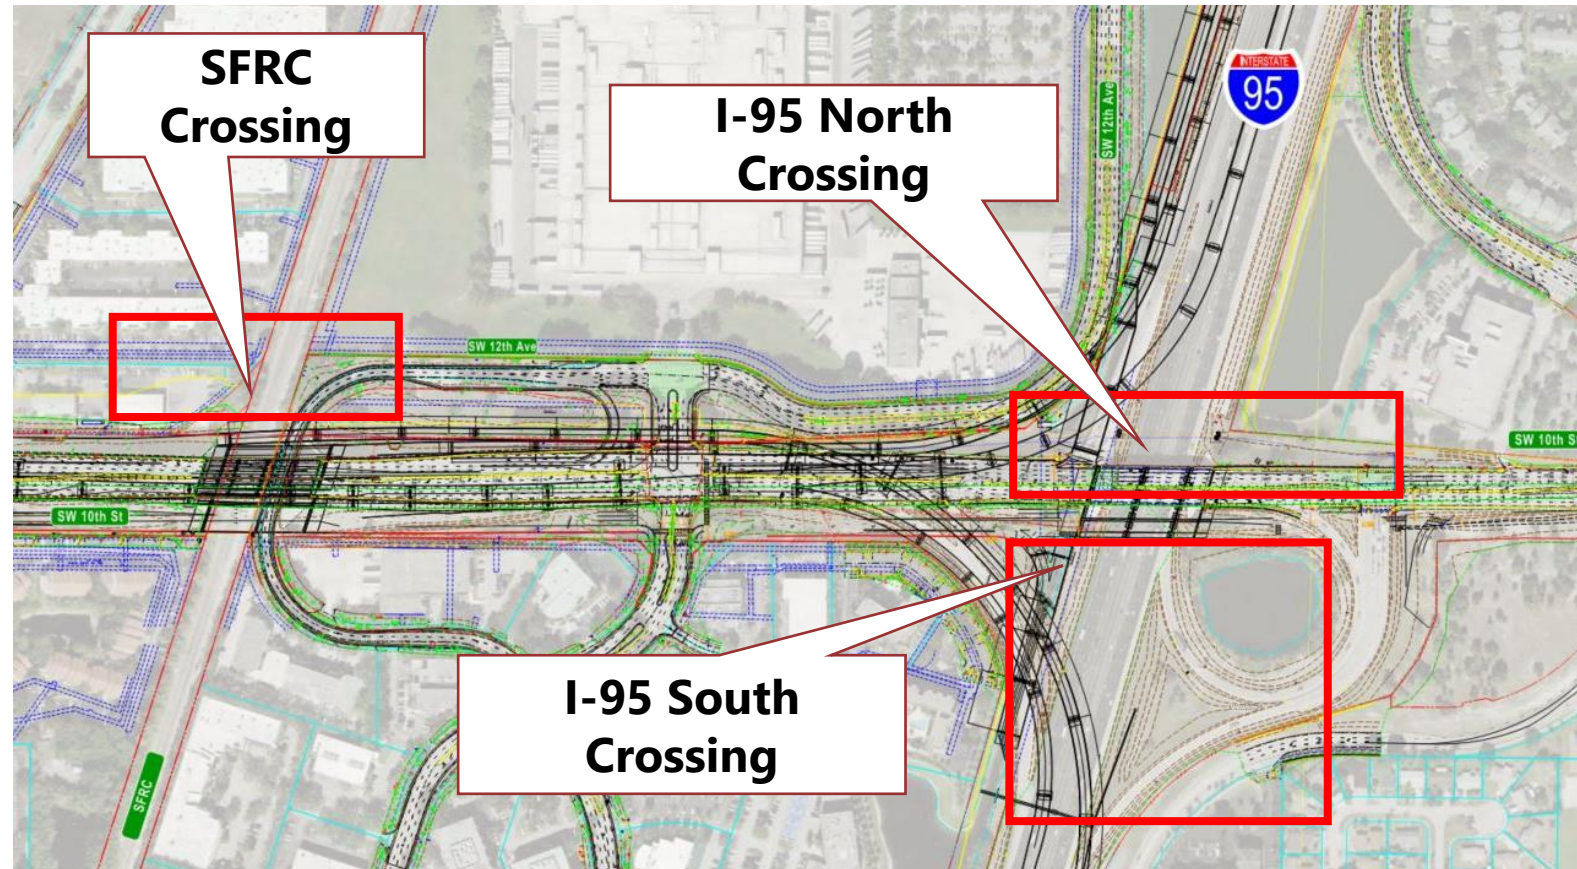 SFRC
Crossing
I-95 North
Crossing
INTERSTATE
95
SW 12th Ave
SW 12th Ave
SW 10th St
SW 10th St
I-95 South
Crossing
SFRC